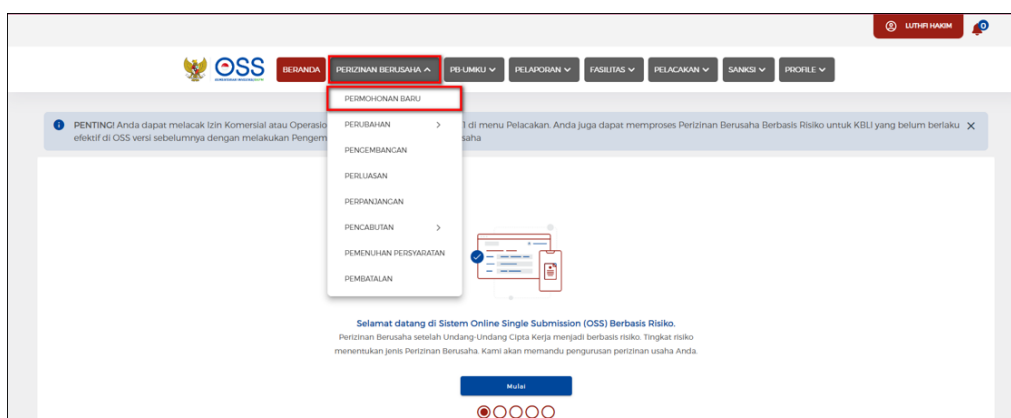 LUTHFI HAKIM
OSS
BERANDA PERIZINAN BERUSAHA PB-UMKU PELAPORAN FASILITAS PELACAKAN SANKSI PROFILE
PERMOHONAN BARU
PERUBAHAN
PENGEMBANGAN
PERLUASAN
PERPANJANGAN
PENCABUTAN
PEMENUHAN PERSYARATAN
PEMBATALAN
PENTING! Anda dapat melacak Izin Komersial atau Operasio di menu Pelacakan. Anda juga dapat memproses Perizinan Berusaha Berbasis Risiko untuk KBLI yang belum berlaku
efektif di OSS versi sebelumnya dengan melakukan Pengem saha
Selamat datang di Sistem Online Single Submission (OSS) Berbasis Risiko.
Perizinan Berusaha setelah Undang-Undang Cipta Kerja menjadi berbasis risiko. Tingkat risiko
menentukan jenis Perizinan Berusaha. Kami akan memandu pengurusan perizinan usaha Anda.
Mulai